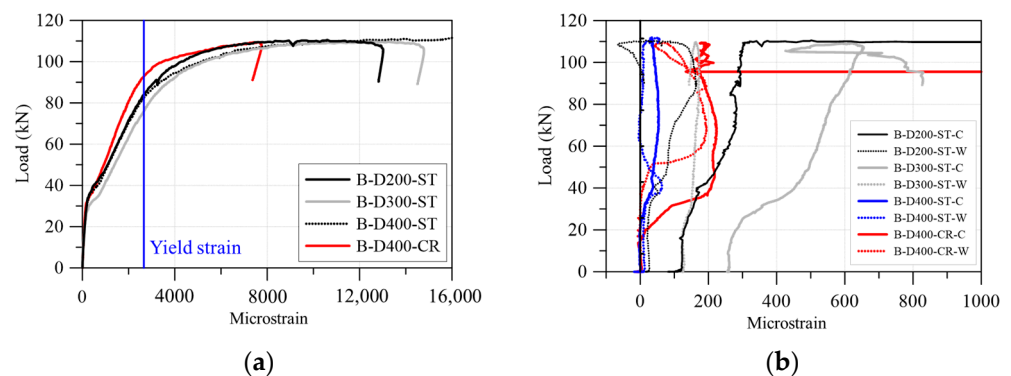 120
100
80
60
40
20
0
Load (kN)
B-D200-ST
B-D300-ST
B-D400-ST
B-D400-CR
Yield strain
0 4000 8000 12,000 16,000
Microstrain
(a)
120
100
80
60
40
20
0
Load (kN)
B-D200-ST-C
B-D200-ST-W
B-D300-ST-C
B-D300-ST-W
B-D400-ST-C
B-D400-ST-W
B-D400-CR-C
B-D400-CR-W
0 200 400 600 800 1000
Microstrain
(b)